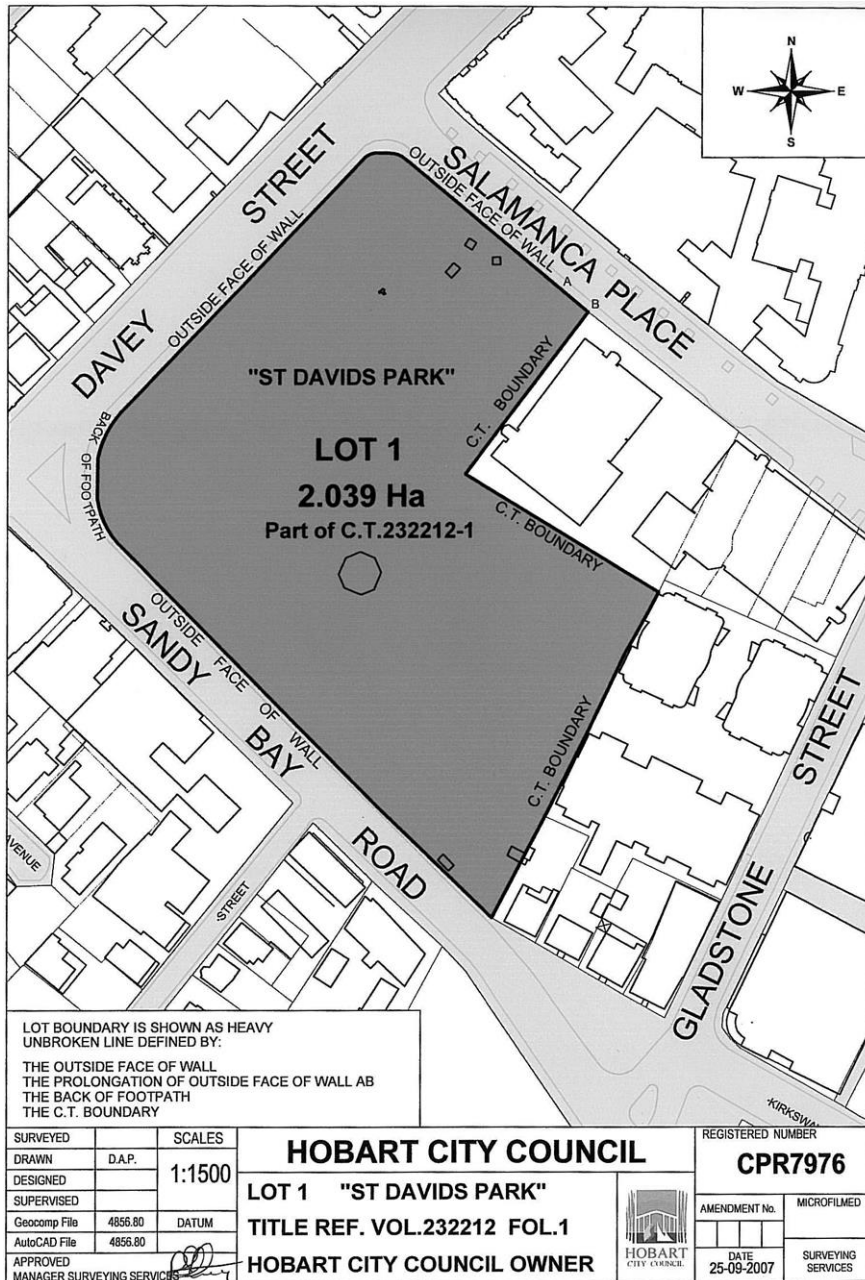 N
W E
S
DAVEY STREET
SALAMANCA PLACE
OUTSIDE FACE OF WALL
OUTSIDE FACE OF WALL
A
B
BACK OF FOOTPATH
"ST DAVIDS PARK"
LOT 1
2.039 Ha
Part of C.T.232212-1
C.T. BOUNDARY
C.T. BOUNDARY
C.T. BOUNDARY
OUTSIDE FACE OF WALL
SANDY BAY ROAD
GLADSTONE STREET
AVENUE
STREET
LOT BOUNDARY IS SHOWN AS HEAVY
UNBROKEN LINE DEFINED BY:
THE OUTSIDE FACE OF WALL
THE PROLONGATION OF OUTSIDE FACE OF WALL AB
THE BACK OF FOOTPATH
THE C.T. BOUNDARY
SURVEYED
DRAWN D.A.P.
DESIGNED
SUPERVISED
Geocomp File 4856.80
AutoCAD File 4856.80
APPROVED
MANAGER SURVEYING SERVICES
SCALES
1:1500
DATUM
HOBART CITY COUNCIL
LOT 1 "ST DAVIDS PARK"
TITLE REF. VOL.232212 FOL.1
HOBART CITY COUNCIL OWNER
HOBART
CITY COUNCIL
REGISTERED NUMBER
CPR7976
AMENDMENT No.
MICROFILMED
DATE
25-09-2007
SURVEYING
SERVICES